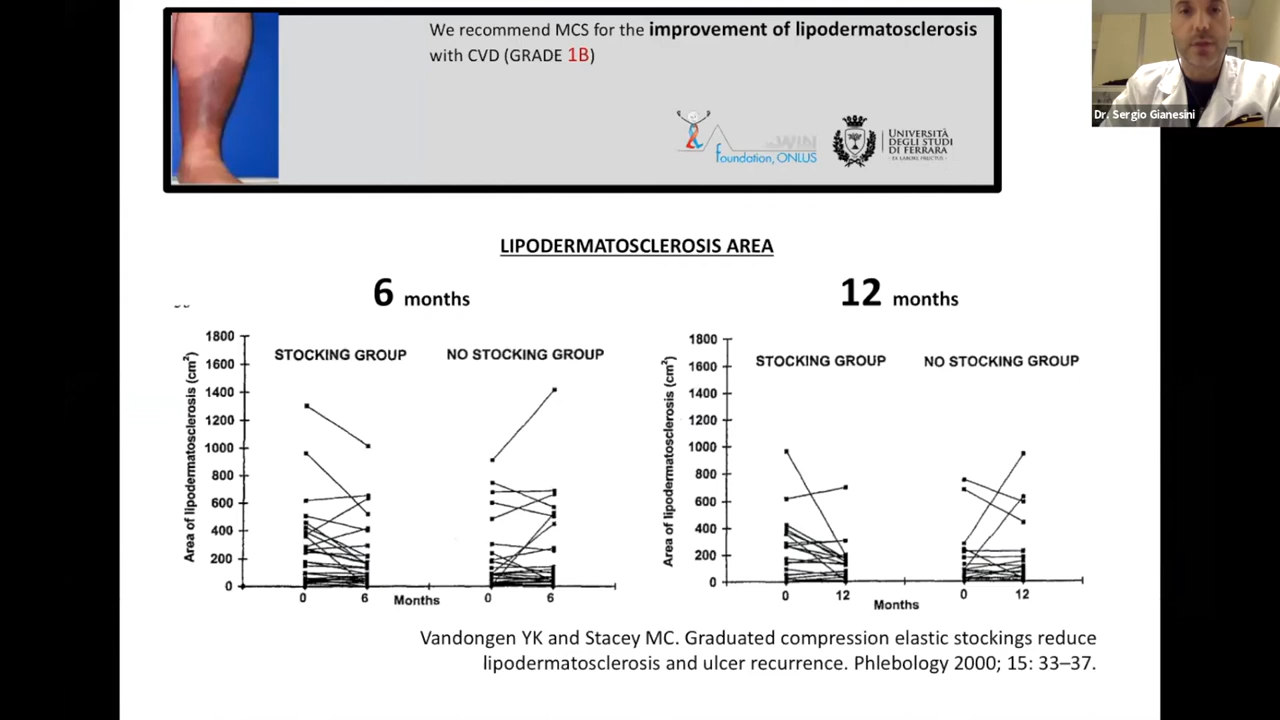 We recommend MCS for the improvement of lipodermatosclerosis
with CVD (GRADE 1B)
WIN
foundation, ONLUS
UNIVERSITÀ
DEGLI STUDI
DI FERRARA
- EX LABORE FRUCTUS -
Dr. Sergio Gianesini
LIPODERMATOSCLEROSIS AREA
6 months
12 months
Area of lipodermatosclerosis (cm²)
1800
1600
1400
1200
1000
800
600
400
200
0
STOCKING GROUP
NO STOCKING GROUP
0
6
Months
0
6
Area of lipodermatosclerosis (cm²)
1800
1600
1400
1200
1000
800
600
400
200
0
STOCKING GROUP
NO STOCKING GROUP
0
12
Months
0
12
Vandongen YK and Stacey MC. Graduated compression elastic stockings reduce
lipodermatosclerosis and ulcer recurrence. Phlebology 2000; 15: 33–37.